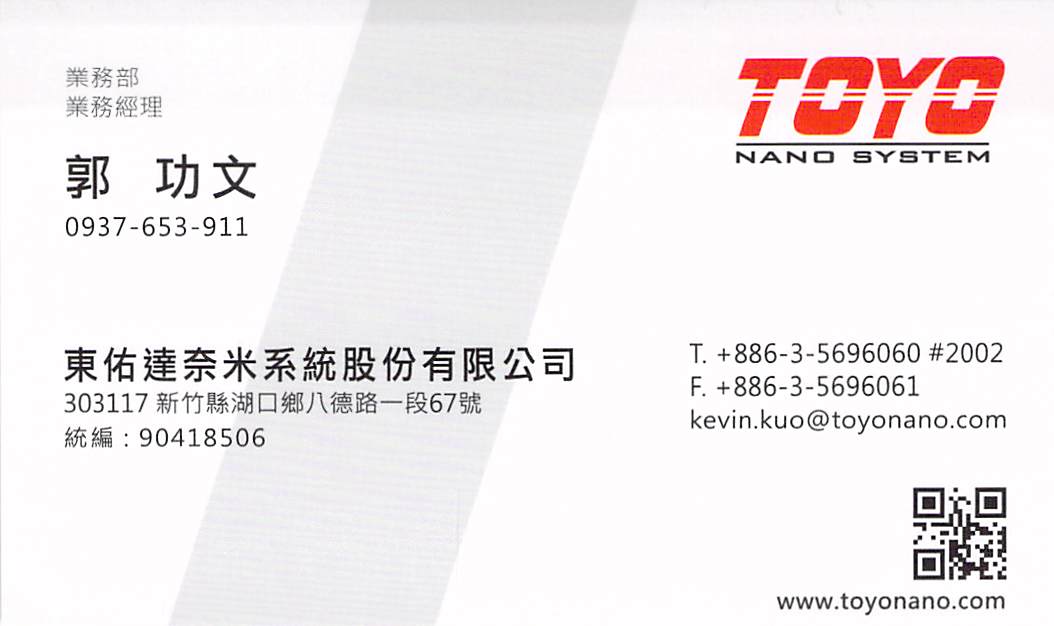 業務部
業務經理
郭 功文
0937-653-911
TOYO
NANO SYSTEM
東佑達奈米系統股份有限公司
303117 新竹縣湖口鄉八德路一段67號
統編：90418506
T. +886-3-5696060 #2002
F. +886-3-5696061
kevin.kuo@toyonano.com
www.toyonano.com